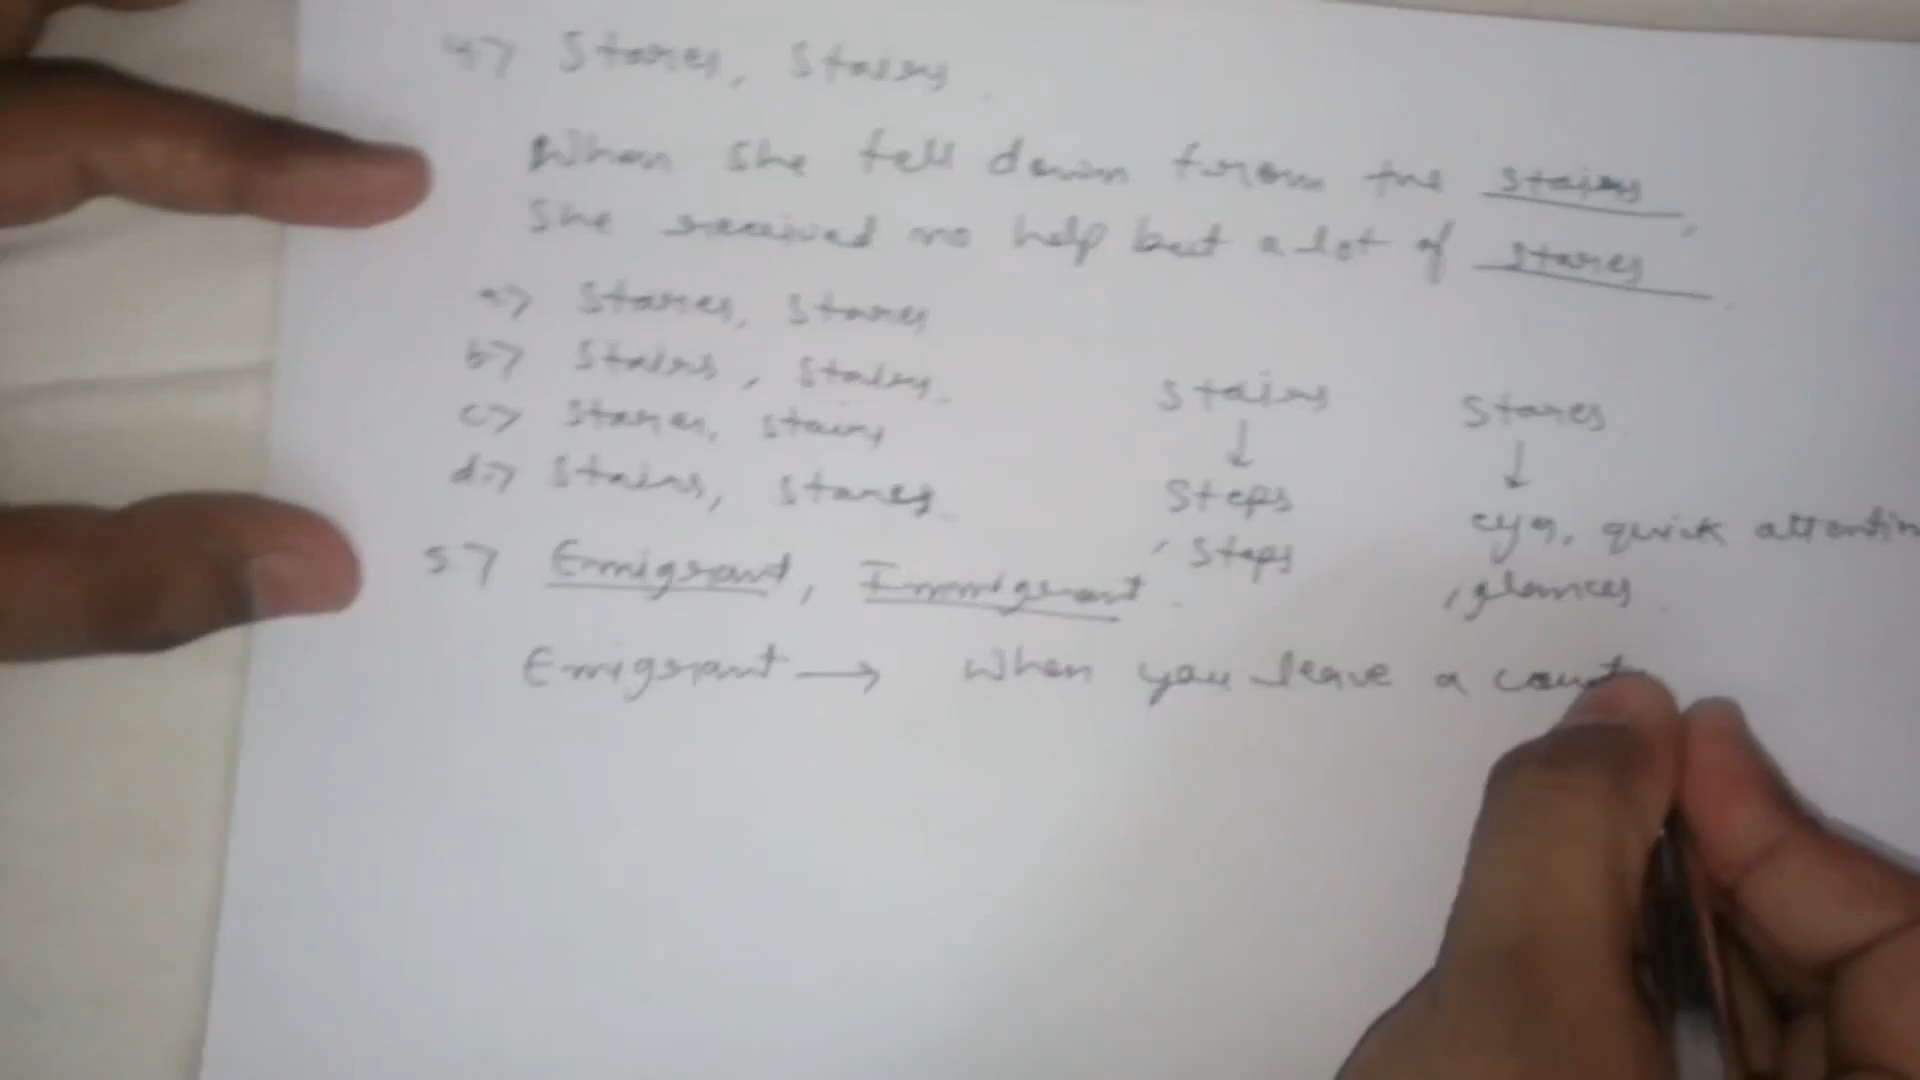 4) Stares, Stairs.
When she fell down from the stairs,
She received no help but a lot of stares.
a) Stares, Stares
b) Stairs, Stairs.
c) Stares, stairs
d) Stairs, Stares.
Stairs
↓
Steps
, Steps
Stares
↓
eyes, quick attention
, glances.
5) Emigrant, Immigrant.
Emigrant → When you leave a count